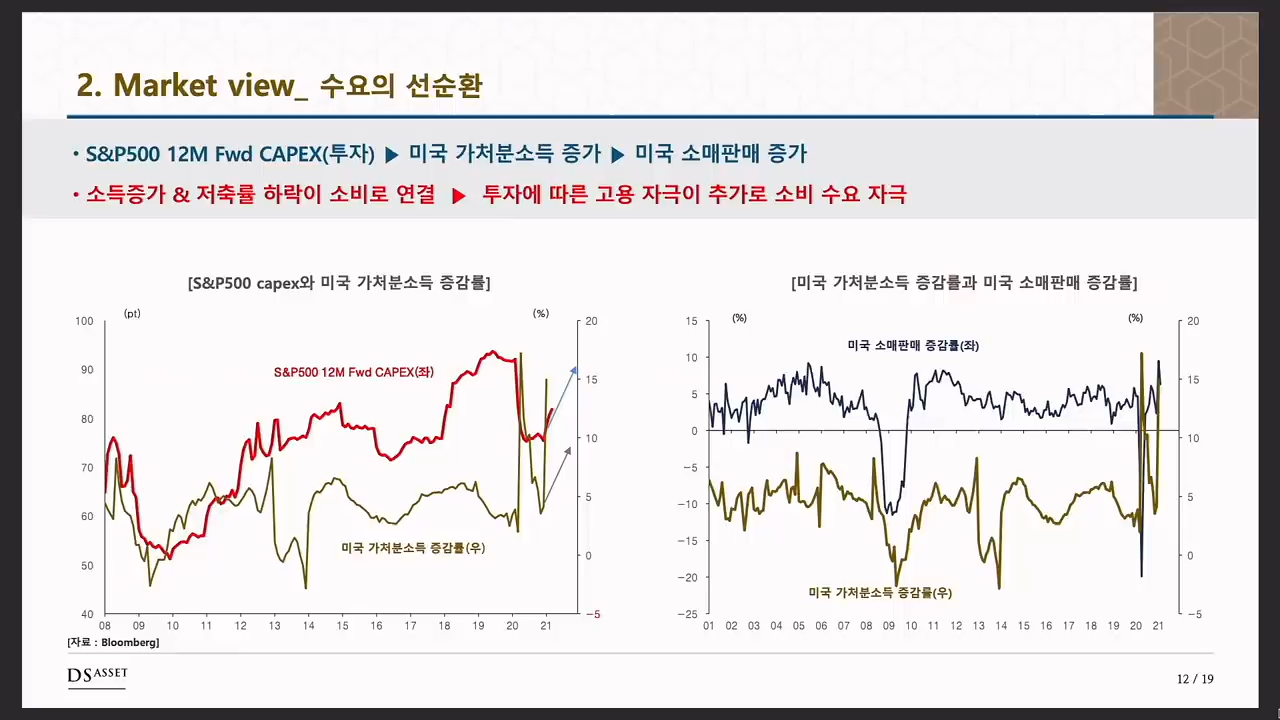 2. Market view_ 수요의 선순환
• S&P500 12M Fwd CAPEX(투자) ▶ 미국 가처분소득 증가 ▶ 미국 소매판매 증가
• 소득증가 & 저축률 하락이 소비로 연결 ▶ 투자에 따른 고용 자극이 추가로 소비 수요 자극
[S&P500 capex와 미국 가처분소득 증감률]
(pt)
(%)
100
90
80
70
60
50
40
20
15
10
5
0
-5
S&P500 12M Fwd CAPEX(좌)
미국 가처분소득 증감률(우)
08 09 10 11 12 13 14 15 16 17 18 19 20 21
[자료 : Bloomberg]
[미국 가처분소득 증감률과 미국 소매판매 증감률]
(%)
(%)
15
10
5
0
-5
-10
-15
-20
-25
20
15
10
5
0
-5
미국 소매판매 증감률(좌)
미국 가처분소득 증감률(우)
01 02 03 04 05 06 07 08 09 10 11 12 13 14 15 16 17 18 19 20 21
DS ASSET
12 / 19